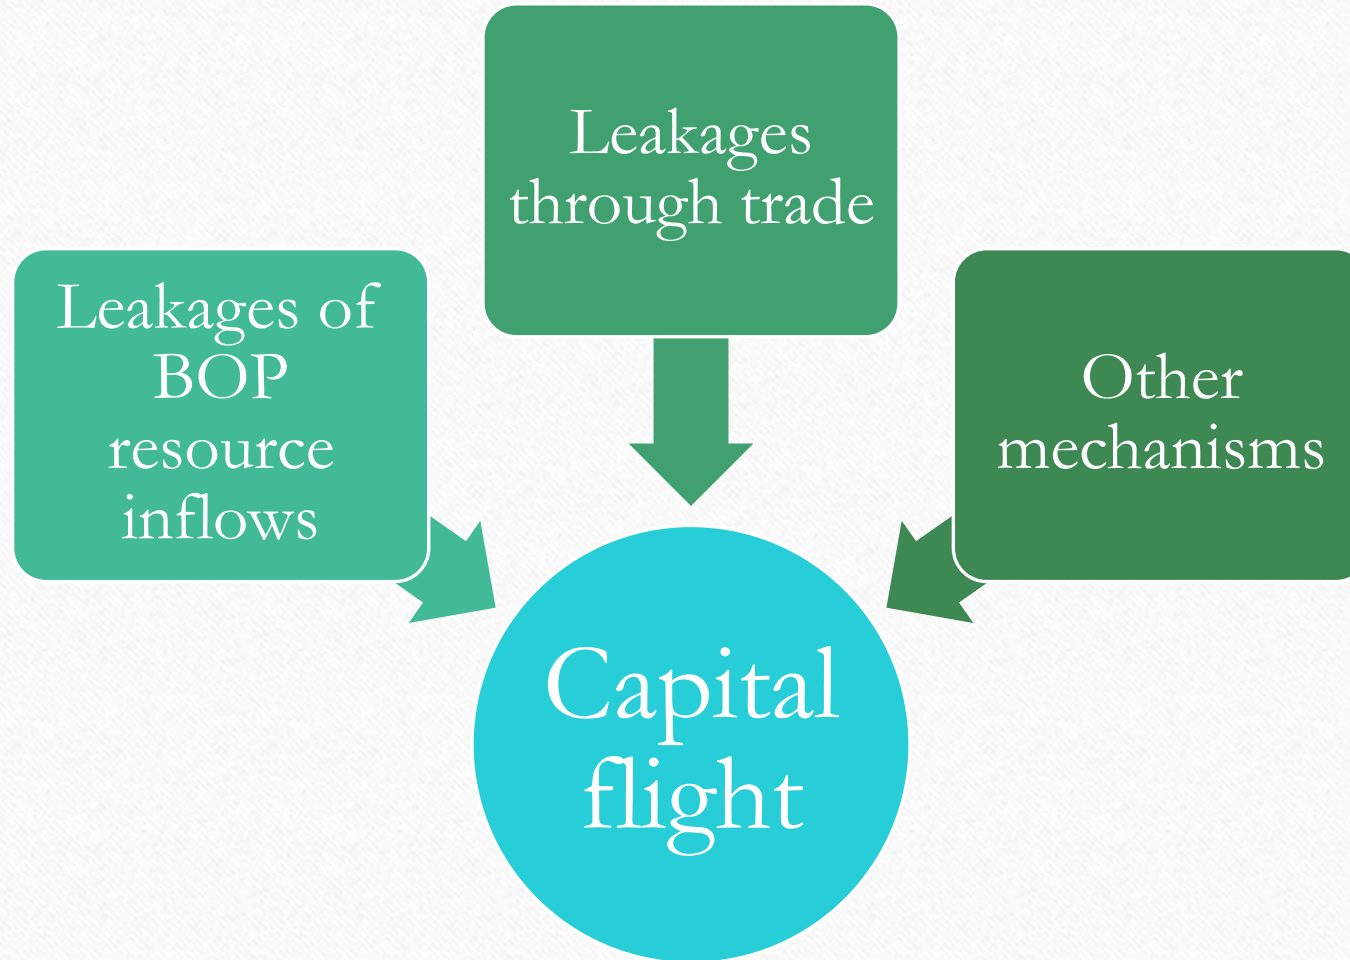 Leakages
through trade
Leakages of
BOP
resource
inflows
Other
mechanisms
Capital
flight